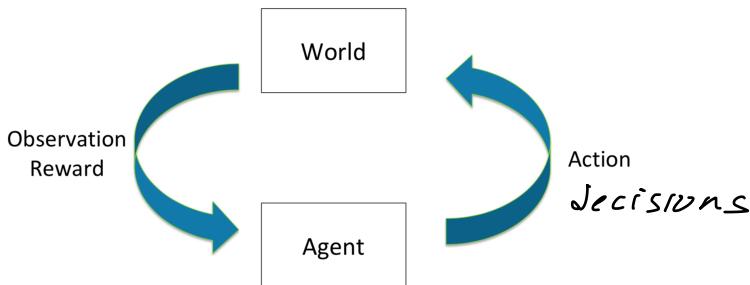 World
Observation
Reward
Action
decisions
Agent